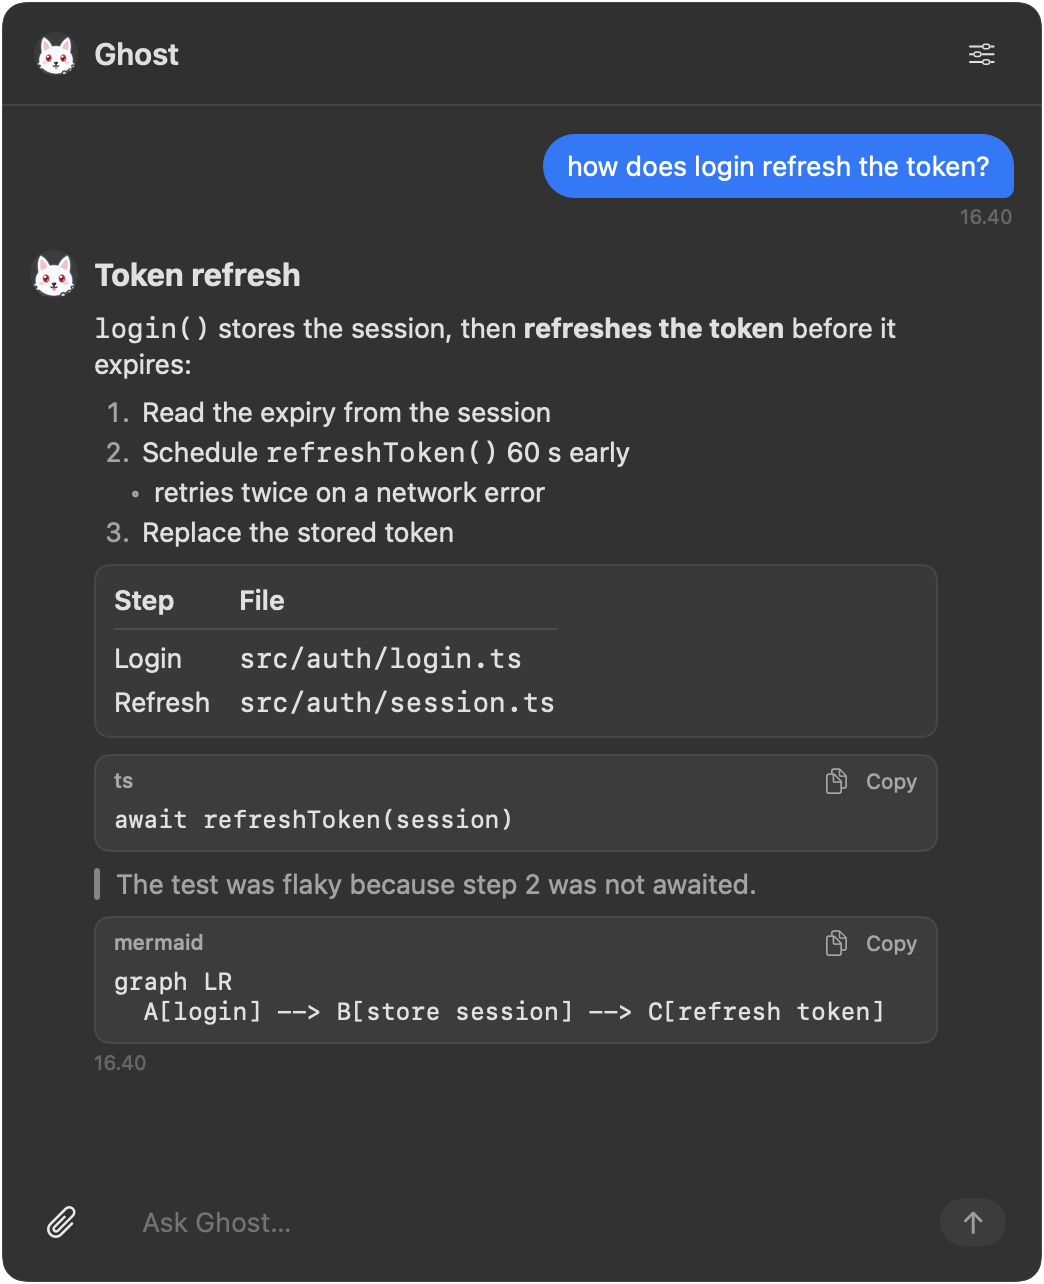 Ghost
how does login refresh the token?
16.40
Token refresh
login() stores the session, then refreshes the token before it
expires:
1. Read the expiry from the session
2. Schedule refreshToken() 60 s early
• retries twice on a network error
3. Replace the stored token
Step File
Login src/auth/login.ts
Refresh src/auth/session.ts
ts Copy
await refreshToken(session)
The test was flaky because step 2 was not awaited.
mermaid Copy
graph LR
  A[login] --> B[store session] --> C[refresh token]
16.40
Ask Ghost...